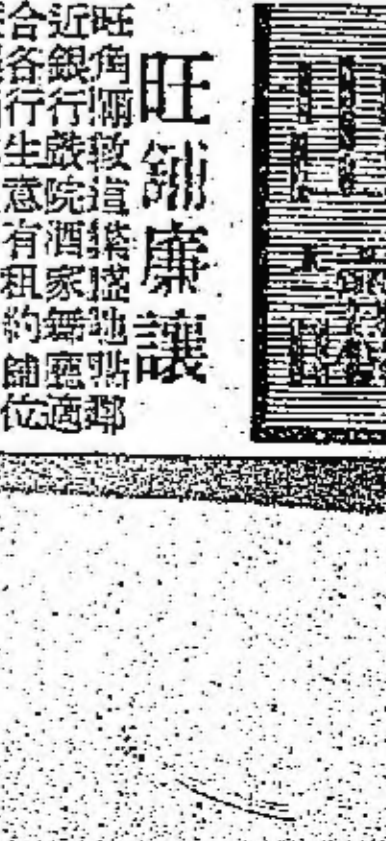 旺舖廉讓
旺角彌敦道繁盛地點鄰
近銀行戲院酒家舞廳適
合各行生意有租約舖位